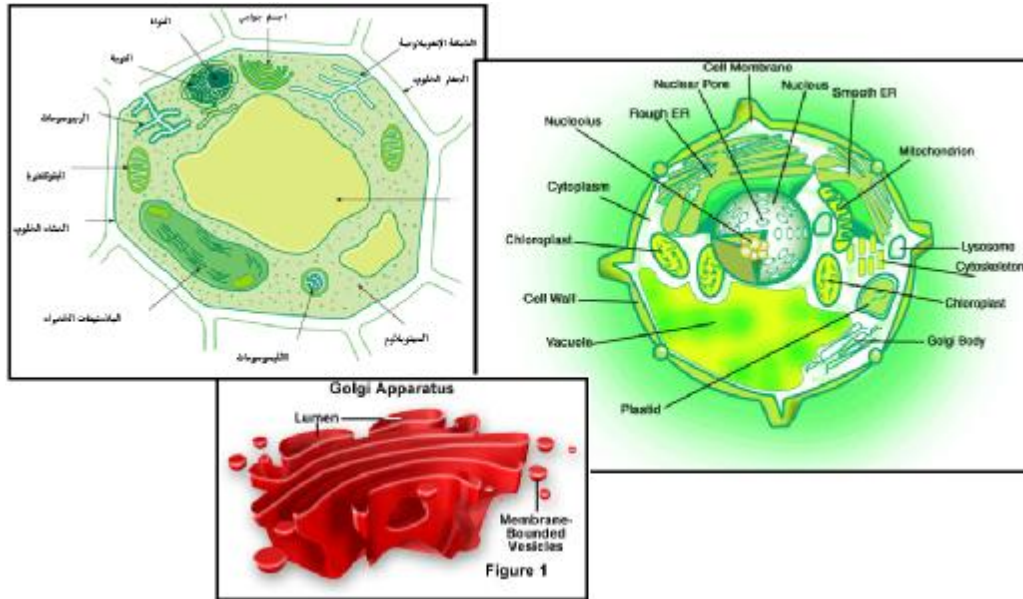 النواة
اجسام جولجي
الشبكة الإندوبلازمية
النوية
الجدار الخلوي
الريبوسومات
الميتوكندريا
الغشاء الخلوي
البلاستيدات الخضراء
الليسوسومات
السيتوبلازم
Cell Membrane
Nuclear Pore
Nucleus
Smooth ER
Rough ER
Nucleolus
Mitochondrion
Cytoplasm
Chloroplast
Lysosome
Cytoskeleton
Cell Wall
Chloroplast
Vacuole
Golgi Body
Plastid
Golgi Apparatus
Lumen
Membrane-
Bounded
Vesicles
Figure 1